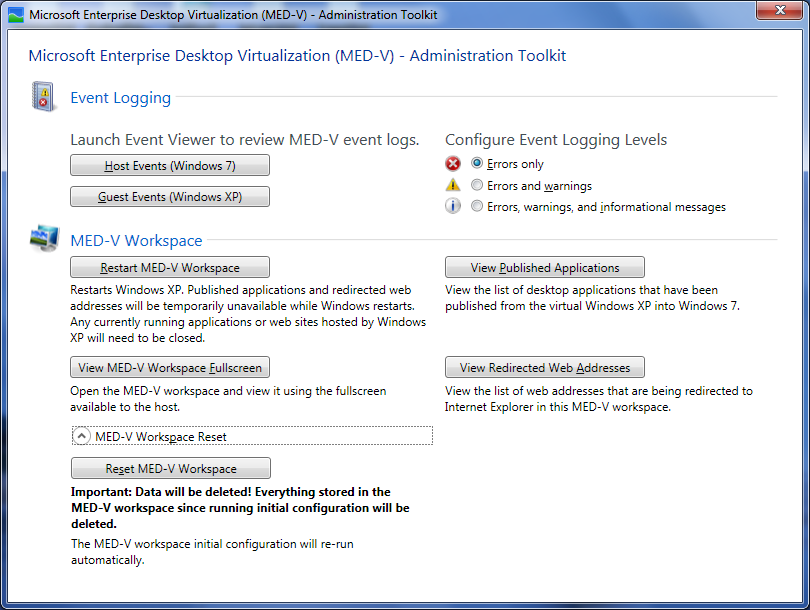 Microsoft Enterprise Desktop Virtualization (MED-V) - Administration Toolkit
Microsoft Enterprise Desktop Virtualization (MED-V) - Administration Toolkit
Event Logging
Launch Event Viewer to review MED-V event logs.
Host Events (Windows 7)
Guest Events (Windows XP)
Configure Event Logging Levels
Errors only
Errors and warnings
Errors, warnings, and informational messages
MED-V Workspace
Restart MED-V Workspace
Restarts Windows XP. Published applications and redirected web
addresses will be temporarily unavailable while Windows restarts.
Any currently running applications or web sites hosted by Windows
XP will need to be closed.
View Published Applications
View the list of desktop applications that have been
published from the virtual Windows XP into Windows 7.
View MED-V Workspace Fullscreen
Open the MED-V workspace and view it using the fullscreen
available to the host.
View Redirected Web Addresses
View the list of web addresses that are being redirected to
Internet Explorer in this MED-V workspace.
MED-V Workspace Reset
Reset MED-V Workspace
Important: Data will be deleted! Everything stored in the
MED-V workspace since running initial configuration will be
deleted.
The MED-V workspace initial configuration will re-run
automatically.